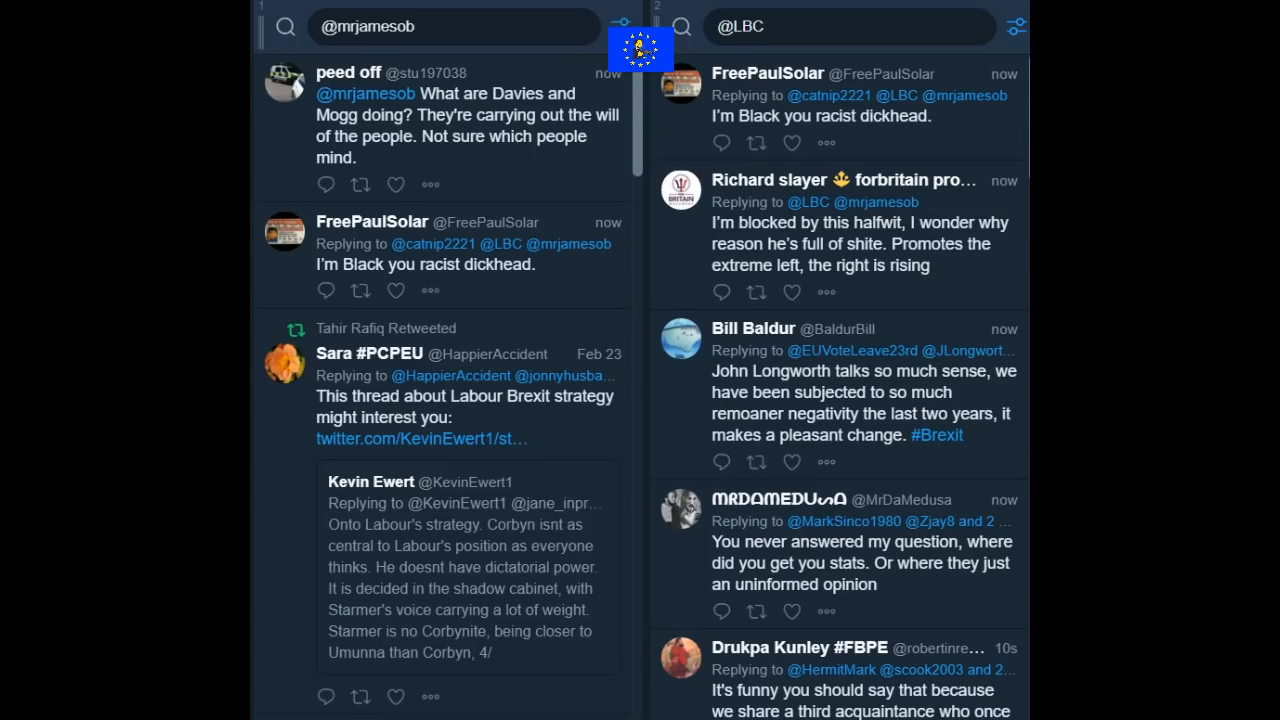 1
@mrjamesob
peed off @stu197038 now
@mrjamesob What are Davies and
Mogg doing? They're carrying out the will
of the people. Not sure which people
mind.
FreePaulSolar @FreePaulSolar now
Replying to @catnip2221 @LBC @mrjamesob
I'm Black you racist dickhead.
Tahir Rafiq Retweeted
Sara #PCPEU @HappierAccident Feb 23
Replying to @HappierAccident @jonnyhusba...
This thread about Labour Brexit strategy
might interest you:
twitter.com/KevinEwert1/st...
Kevin Ewert @KevinEwert1
Replying to @KevinEwert1 @jane_inpr...
Onto Labour's strategy. Corbyn isnt as
central to Labour's position as everyone
thinks. He doesnt have dictatorial power.
It is decided in the shadow cabinet, with
Starmer's voice carrying a lot of weight.
Starmer is no Corbynite, being closer to
Umunna than Corbyn, 4/
2
@LBC
FreePaulSolar @FreePaulSolar now
Replying to @catnip2221 @LBC @mrjamesob
I'm Black you racist dickhead.
Richard slayer 🔱 forbritain pro... now
BRITAIN
Replying to @LBC @mrjamesob
I'm blocked by this halfwit, I wonder why
reason he's full of shite. Promotes the
extreme left, the right is rising
Bill Baldur @BaldurBill now
Replying to @EUVoteLeave23rd @JLongwort...
John Longworth talks so much sense, we
have been subjected to so much
remoaner negativity the last two years, it
makes a pleasant change. #Brexit
ᗰᖇᗪᗩᗰᗴᗪᑌᔕᗩ @MrDaMedusa now
Replying to @MarkSinco1980 @Zjay8 and 2 ...
You never answered my question, where
did you get you stats. Or where they just
an uninformed opinion
Drukpa Kunley #FBPE @robertinre... 10s
Replying to @HermitMark @scook2003 and 2...
It's funny you should say that because
we share a third acquaintance who once